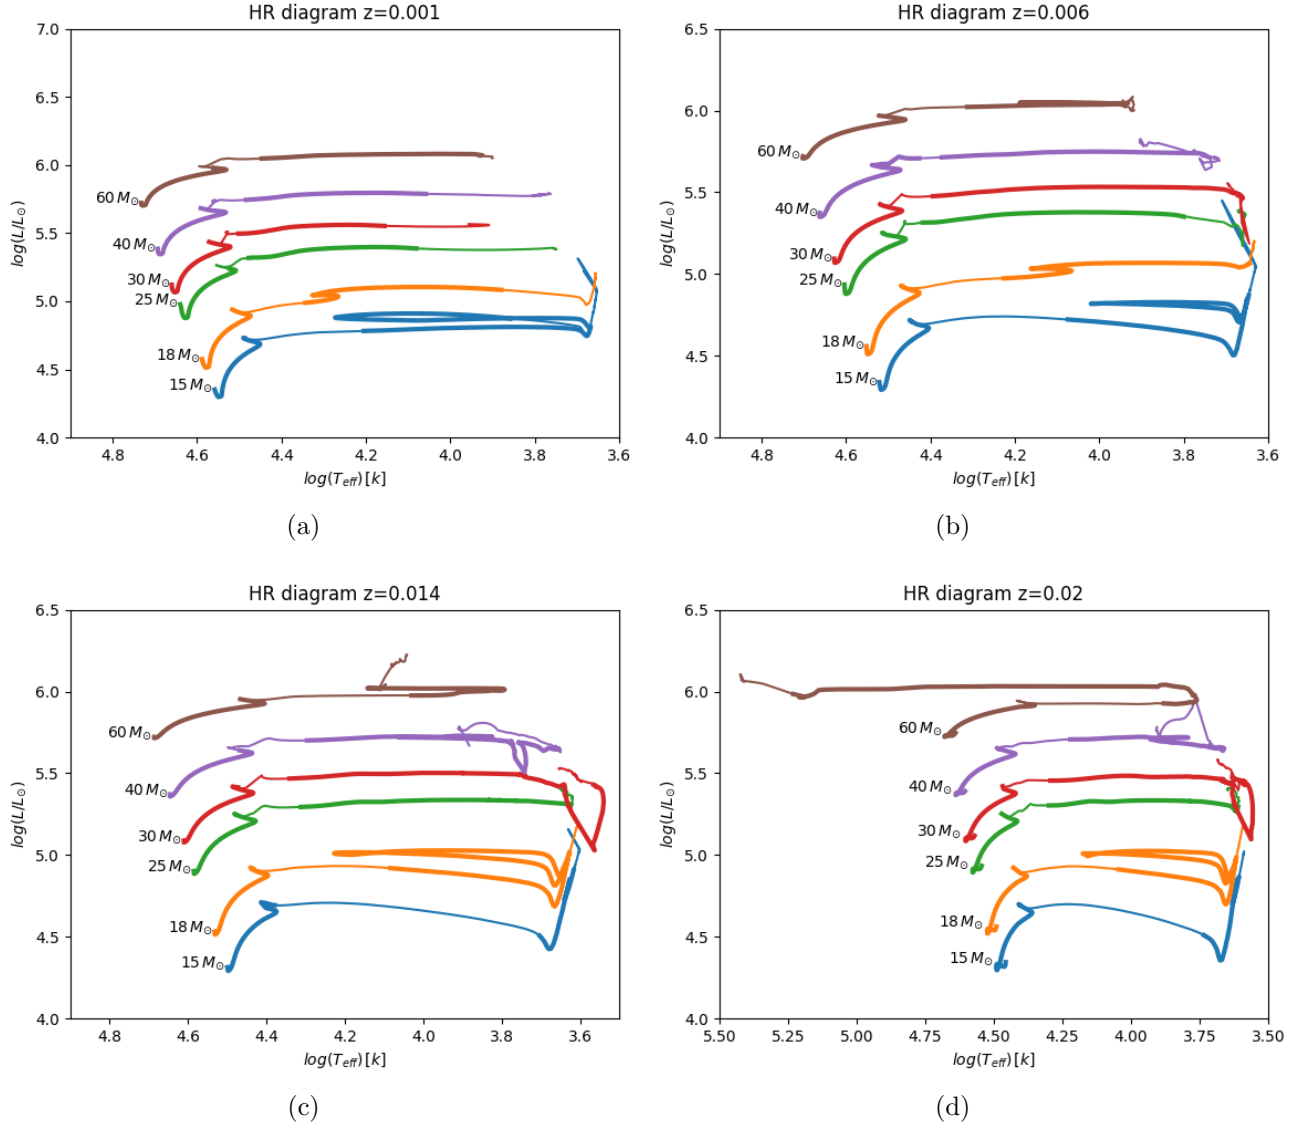 HR diagram z=0.001
7.0
6.5
6.0
5.5
5.0
4.5
4.0
log(L/L⊙)
60 M⊙
40 M⊙
30 M⊙
25 M⊙
18 M⊙
15 M⊙
4.8 4.6 4.4 4.2 4.0 3.8 3.6
log(Teff) [k]
(a)
HR diagram z=0.006
6.5
6.0
5.5
5.0
4.5
4.0
log(L/L⊙)
60 M⊙
40 M⊙
30 M⊙
25 M⊙
18 M⊙
15 M⊙
4.8 4.6 4.4 4.2 4.0 3.8 3.6
log(Teff) [k]
(b)
HR diagram z=0.014
6.5
6.0
5.5
5.0
4.5
4.0
log(L/L⊙)
60 M⊙
40 M⊙
30 M⊙
25 M⊙
18 M⊙
15 M⊙
4.8 4.6 4.4 4.2 4.0 3.8 3.6
log(Teff) [k]
(c)
HR diagram z=0.02
6.5
6.0
5.5
5.0
4.5
4.0
log(L/L⊙)
60 M⊙
40 M⊙
30 M⊙
25 M⊙
18 M⊙
15 M⊙
5.50 5.25 5.00 4.75 4.50 4.25 4.00 3.75 3.50
log(Teff) [k]
(d)